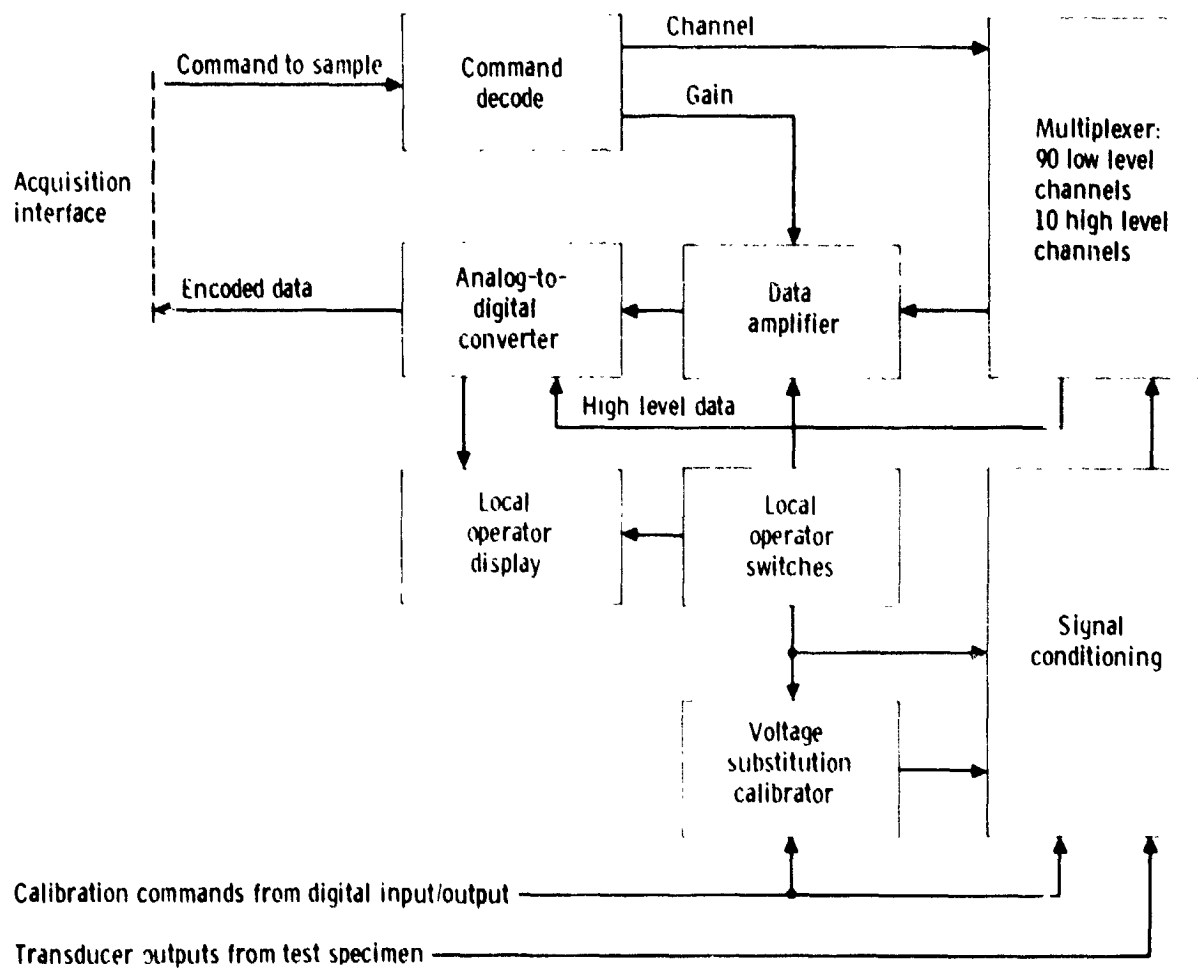 Channel
Command to sample
Command
decode
Gain
Multiplexer:
90 low level
channels
10 high level
channels
Acquisition
interface
Encoded data
Analog-to-
digital
converter
Data
amplifier
High level data
Local
operator
display
Local
operator
switches
Signal
conditioning
Voltage
substitution
calibrator
Calibration commands from digital input/output
Transducer outputs from test specimen